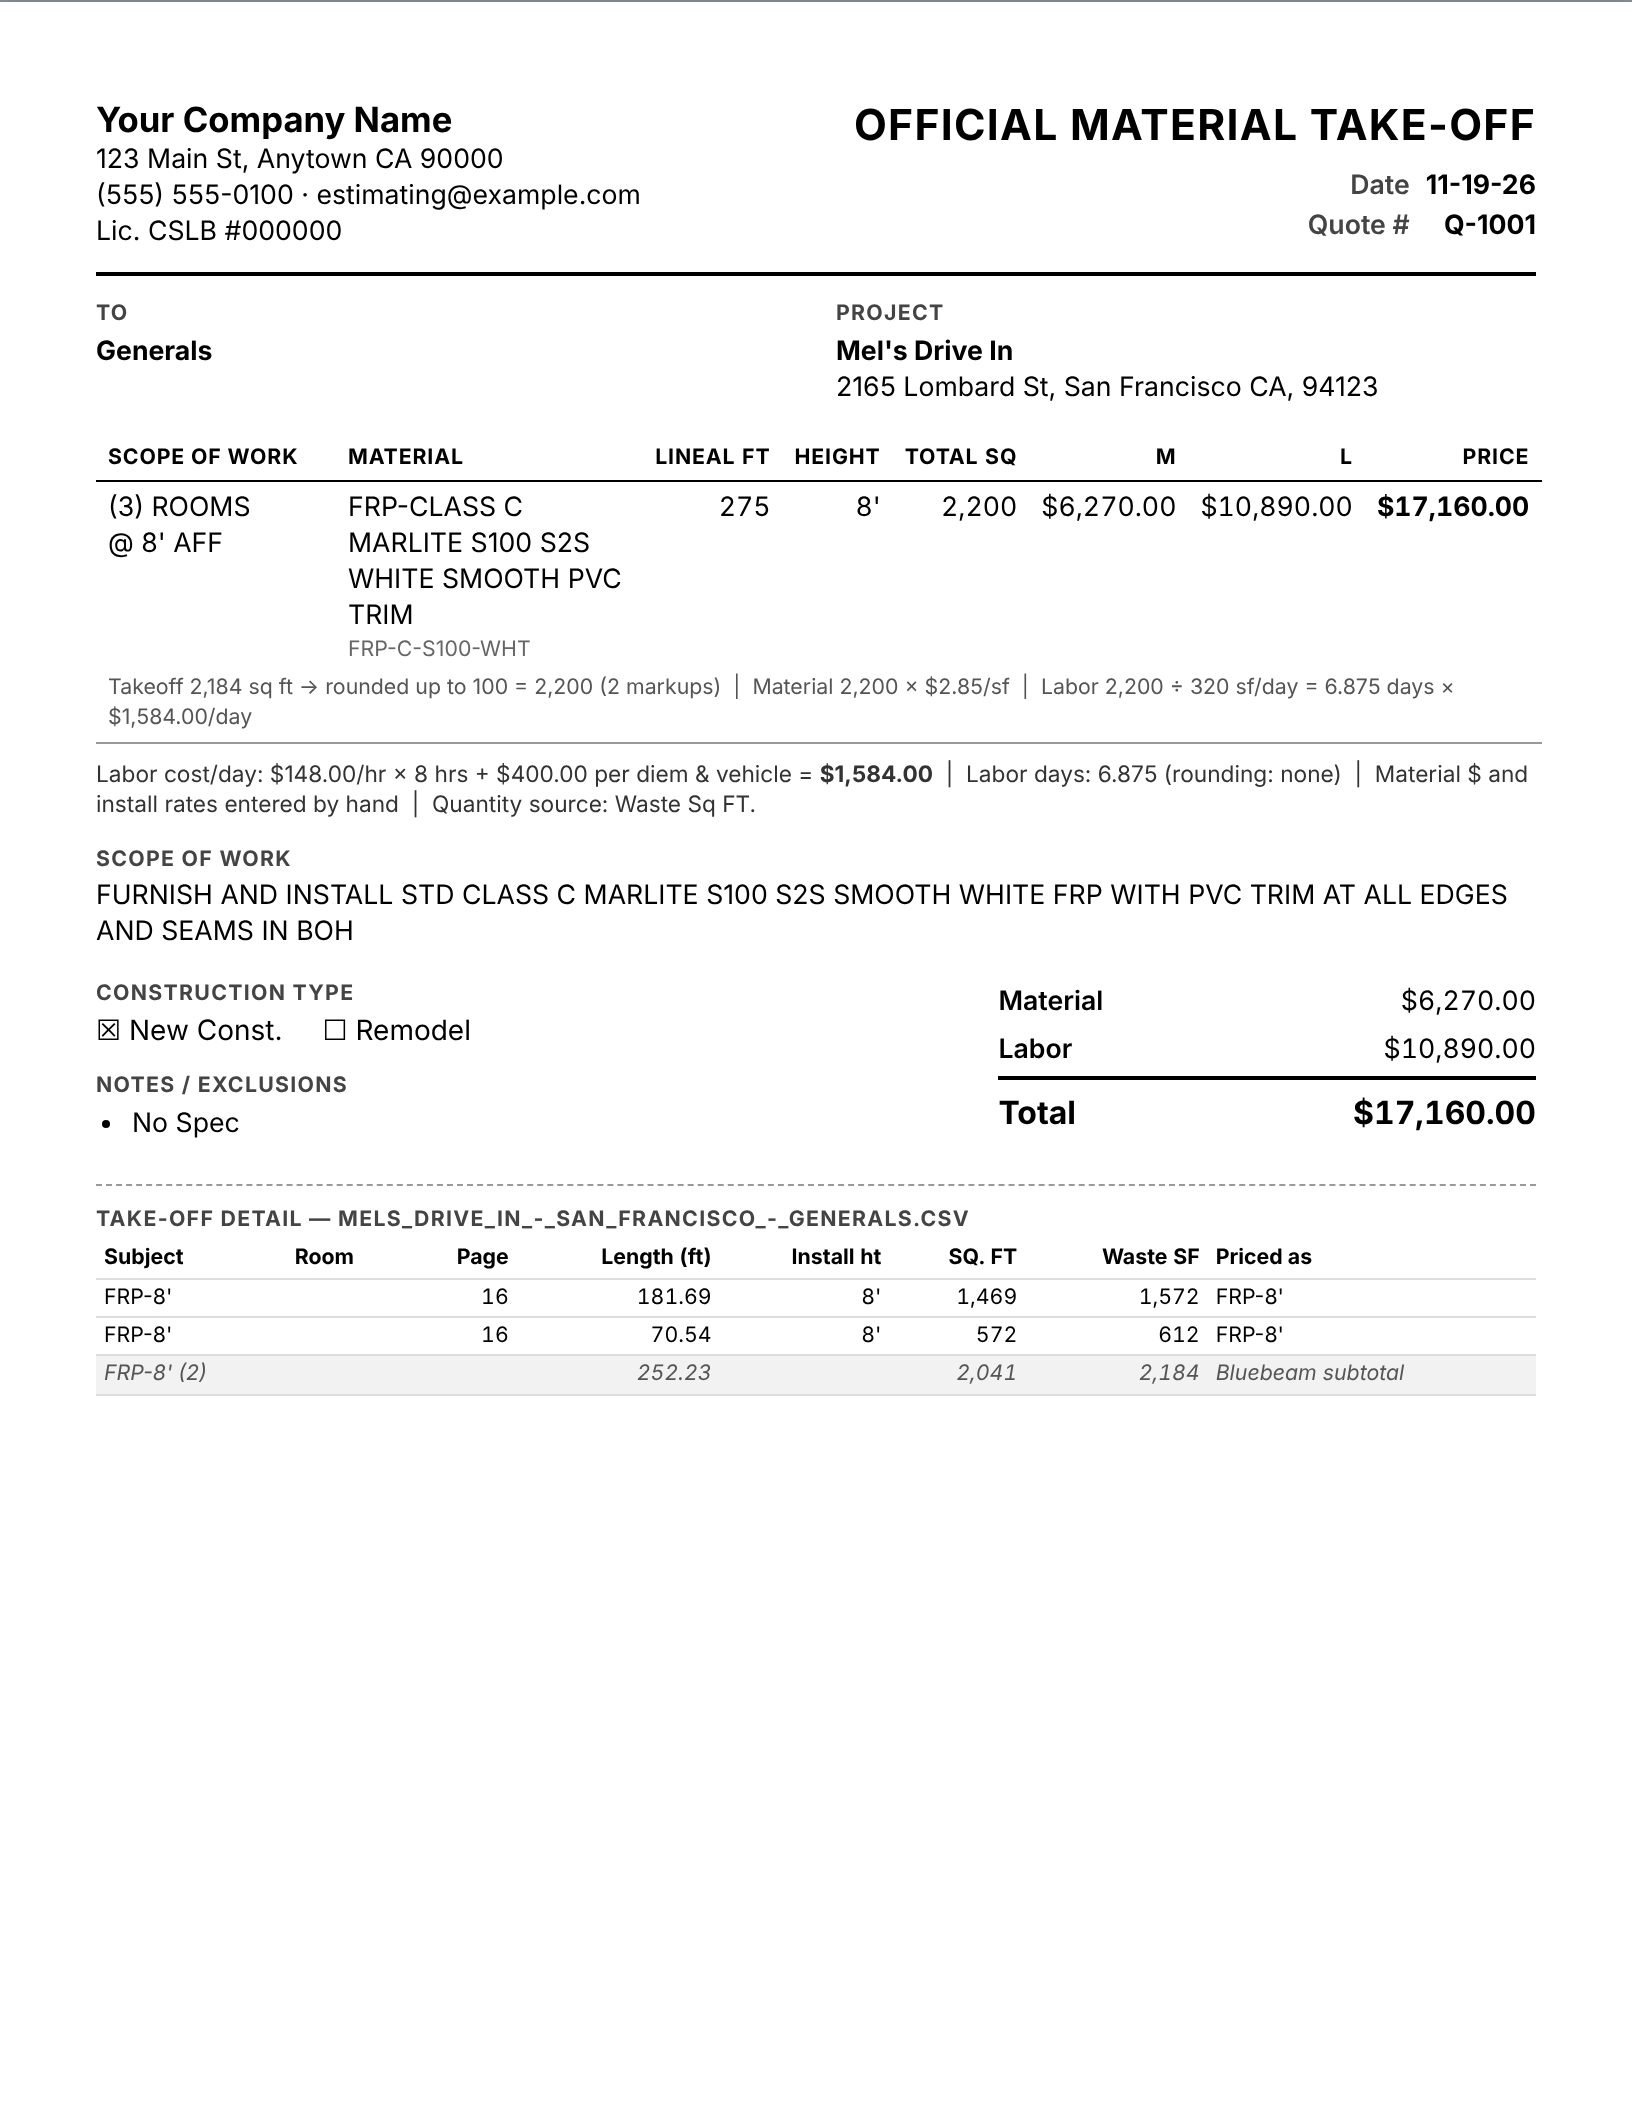 Your Company Name
123 Main St, Anytown CA 90000
(555) 555-0100 · estimating@example.com
Lic. CSLB #000000
OFFICIAL MATERIAL TAKE-OFF
Date 11-19-26
Quote # Q-1001
TO
Generals
PROJECT
Mel's Drive In
2165 Lombard St, San Francisco CA, 94123
SCOPE OF WORK MATERIAL LINEAL FT HEIGHT TOTAL SQ M L PRICE
(3) ROOMS FRP-CLASS C 275 8' 2,200 $6,270.00 $10,890.00 $17,160.00
@ 8' AFF MARLITE S100 S2S
WHITE SMOOTH PVC
TRIM
FRP-C-S100-WHT
Takeoff 2,184 sq ft → rounded up to 100 = 2,200 (2 markups) | Material 2,200 × $2.85/sf | Labor 2,200 ÷ 320 sf/day = 6.875 days ×
$1,584.00/day
Labor cost/day: $148.00/hr × 8 hrs + $400.00 per diem & vehicle = $1,584.00 | Labor days: 6.875 (rounding: none) | Material $ and
install rates entered by hand | Quantity source: Waste Sq FT.
SCOPE OF WORK
FURNISH AND INSTALL STD CLASS C MARLITE S100 S2S SMOOTH WHITE FRP WITH PVC TRIM AT ALL EDGES
AND SEAMS IN BOH
CONSTRUCTION TYPE
☒ New Const. ☐ Remodel
NOTES / EXCLUSIONS
• No Spec
Material $6,270.00
Labor $10,890.00
Total $17,160.00
TAKE-OFF DETAIL — MELS_DRIVE_IN_-_SAN_FRANCISCO_-_GENERALS.CSV
Subject Room Page Length (ft) Install ht SQ. FT Waste SF Priced as
FRP-8' 16 181.69 8' 1,469 1,572 FRP-8'
FRP-8' 16 70.54 8' 572 612 FRP-8'
FRP-8' (2) 252.23 2,041 2,184 Bluebeam subtotal